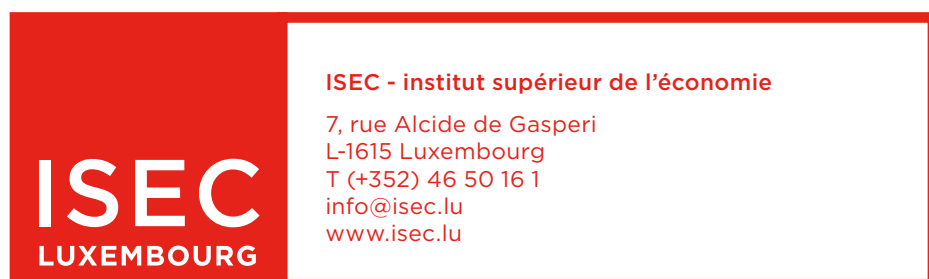 ISEC
LUXEMBOURG
ISEC - institut supérieur de l’économie
7, rue Alcide de Gasperi
L-1615 Luxembourg
T (+352) 46 50 16 1
info@isec.lu
www.isec.lu